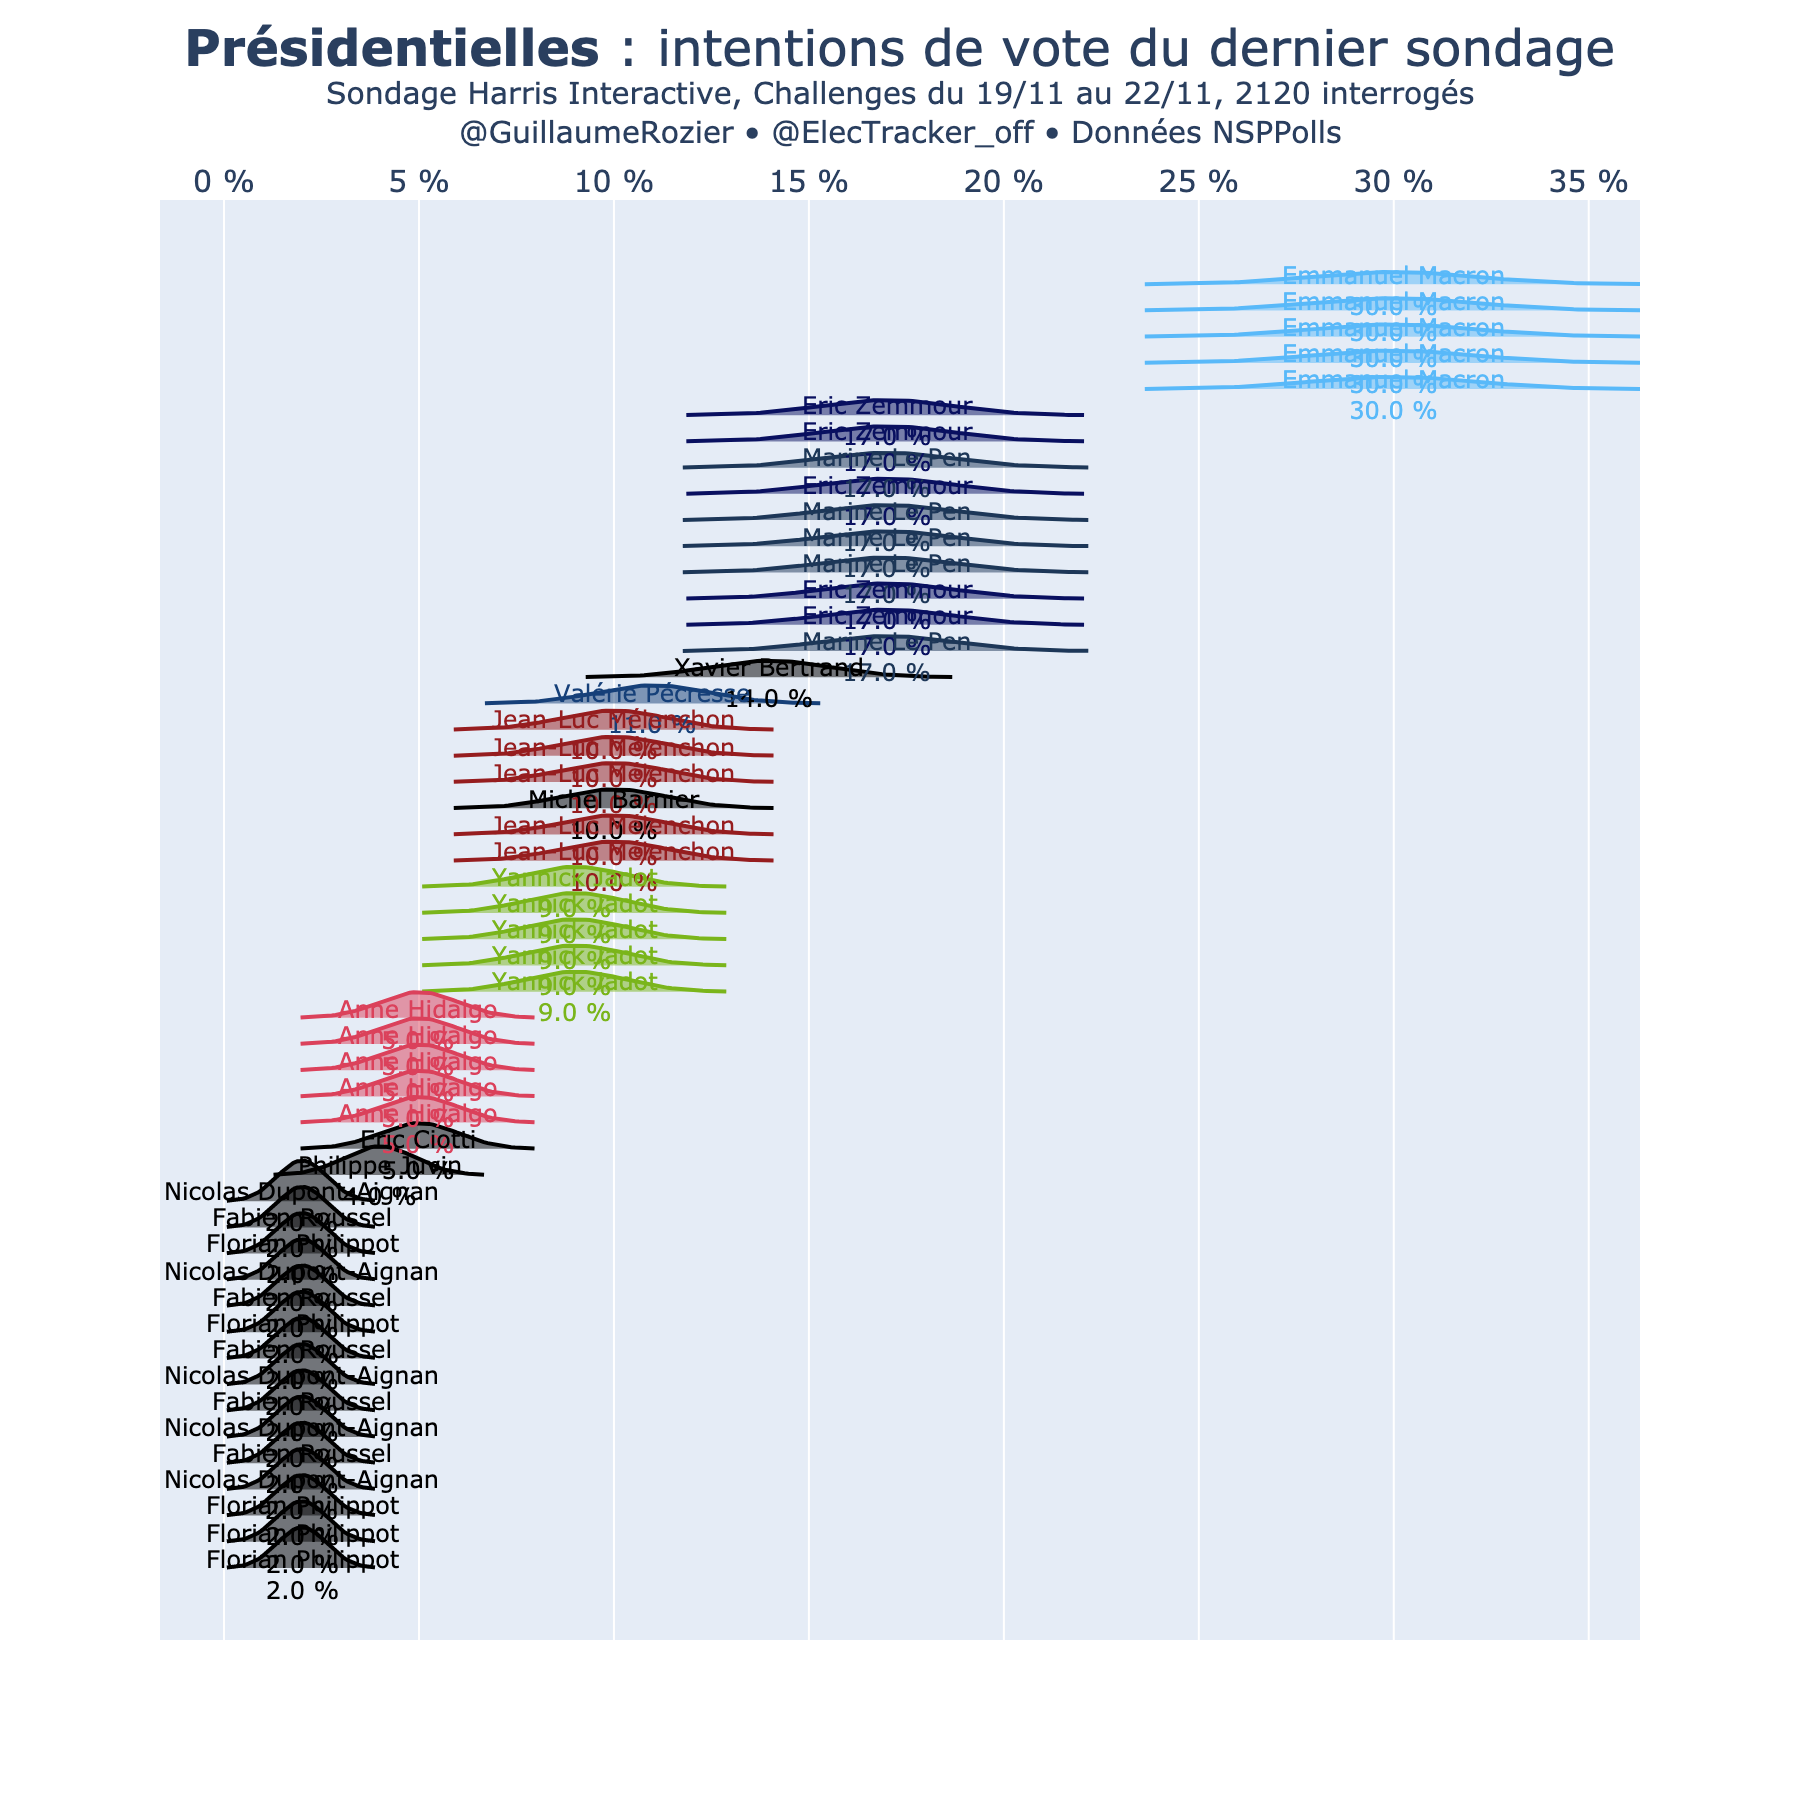 Présidentielles : intentions de vote du dernier sondage
Sondage Harris Interactive, Challenges du 19/11 au 22/11, 2120 interrogés
@GuillaumeRozier • @ElecTracker_off • Données NSPPolls
0 % 5 % 10 % 15 % 20 % 25 % 30 % 35 %
Emmanuel Macron
30.0 %
Emmanuel Macron
30.0 %
Emmanuel Macron
30.0 %
Emmanuel Macron
30.0 %
Emmanuel Macron
30.0 %
Eric Zemmour
17.0 %
Eric Zemmour
17.0 %
Marine Le Pen
17.0 %
Eric Zemmour
17.0 %
Marine Le Pen
17.0 %
Marine Le Pen
17.0 %
Marine Le Pen
17.0 %
Eric Zemmour
17.0 %
Eric Zemmour
17.0 %
Marine Le Pen
17.0 %
Xavier Bertrand
14.0 %
Valérie Pécresse
11.0 %
Jean-Luc Mélenchon
10.0 %
Jean-Luc Mélenchon
10.0 %
Jean-Luc Mélenchon
10.0 %
Michel Barnier
10.0 %
Jean-Luc Mélenchon
10.0 %
Jean-Luc Mélenchon
10.0 %
Yannick Jadot
9.0 %
Yannick Jadot
9.0 %
Yannick Jadot
9.0 %
Yannick Jadot
9.0 %
Yannick Jadot
9.0 %
Anne Hidalgo
5.0 %
Anne Hidalgo
5.0 %
Anne Hidalgo
5.0 %
Anne Hidalgo
5.0 %
Anne Hidalgo
5.0 %
Eric Ciotti
5.0 %
Philippe Juvin
4.0 %
Nicolas Dupont-Aignan
2.0 %
Fabien Roussel
2.0 %
Florian Philippot
2.0 %
Nicolas Dupont-Aignan
2.0 %
Fabien Roussel
2.0 %
Florian Philippot
2.0 %
Fabien Roussel
2.0 %
Nicolas Dupont-Aignan
2.0 %
Fabien Roussel
2.0 %
Nicolas Dupont-Aignan
2.0 %
Fabien Roussel
2.0 %
Nicolas Dupont-Aignan
2.0 %
Florian Philippot
2.0 %
Florian Philippot
2.0 %
Florian Philippot
2.0 %